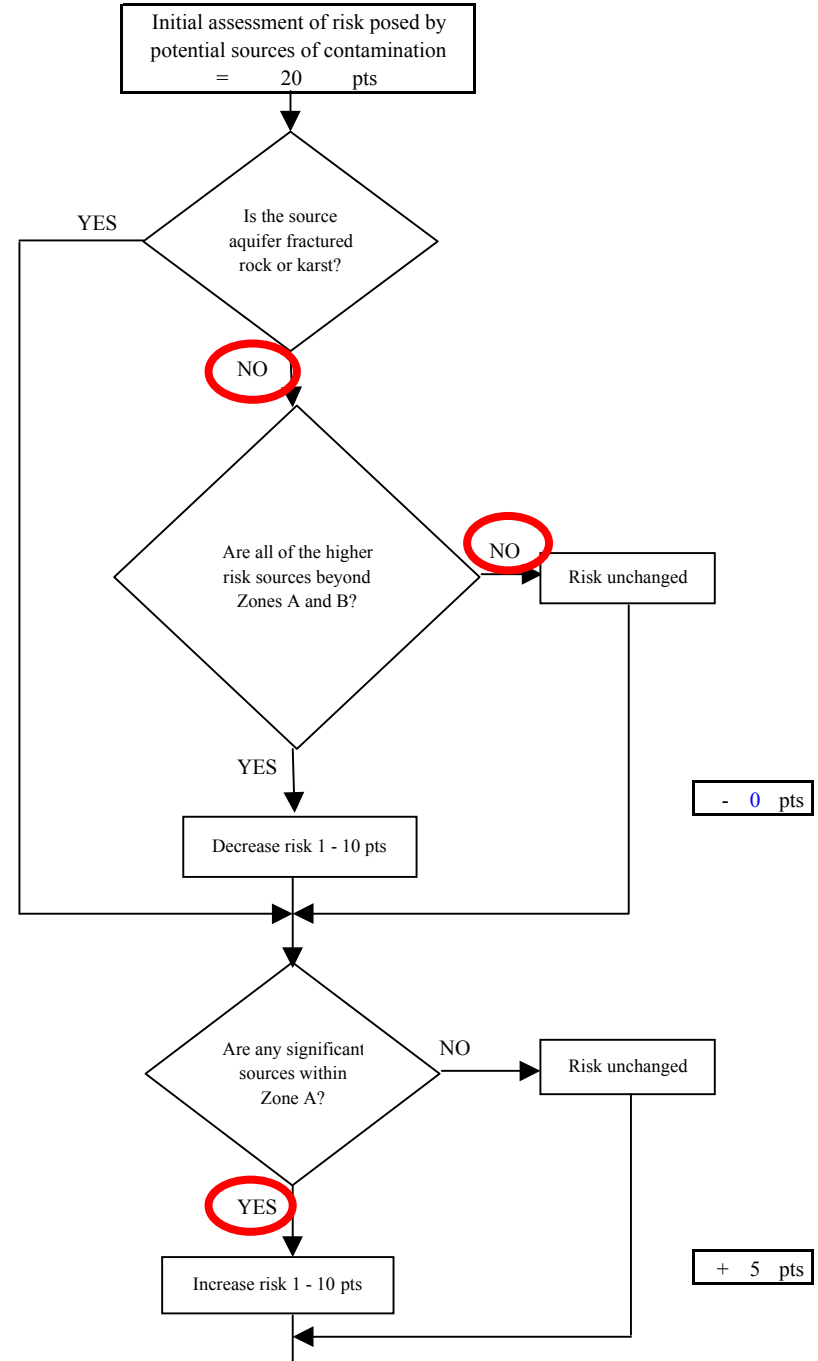 Initial assessment of risk posed by
potential sources of contamination
= 20 pts
YES
Is the source
aquifer fractured
rock or karst?
NO
Are all of the higher
risk sources beyond
Zones A and B?
NO
Risk unchanged
YES
- 0 pts
Decrease risk 1 - 10 pts
Are any significant
sources within
Zone A?
NO
Risk unchanged
YES
Increase risk 1 - 10 pts
+ 5 pts